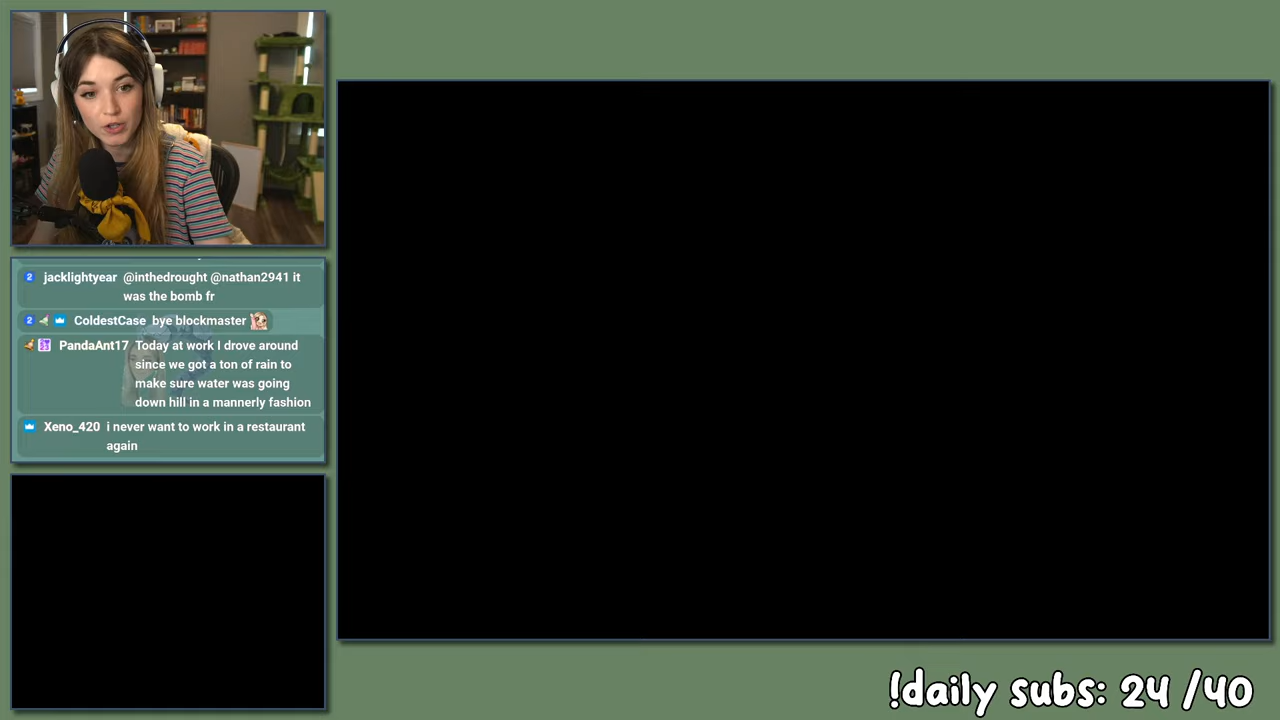 jacklightyear @inthedrought @nathan2941 it
was the bomb fr
ColdestCase bye blockmaster
PandaAnt17 Today at work I drove around
since we got a ton of rain to
make sure water was going
down hill in a mannerly fashion
Xeno_420 i never want to work in a restaurant
again
!daily subs: 24 /40